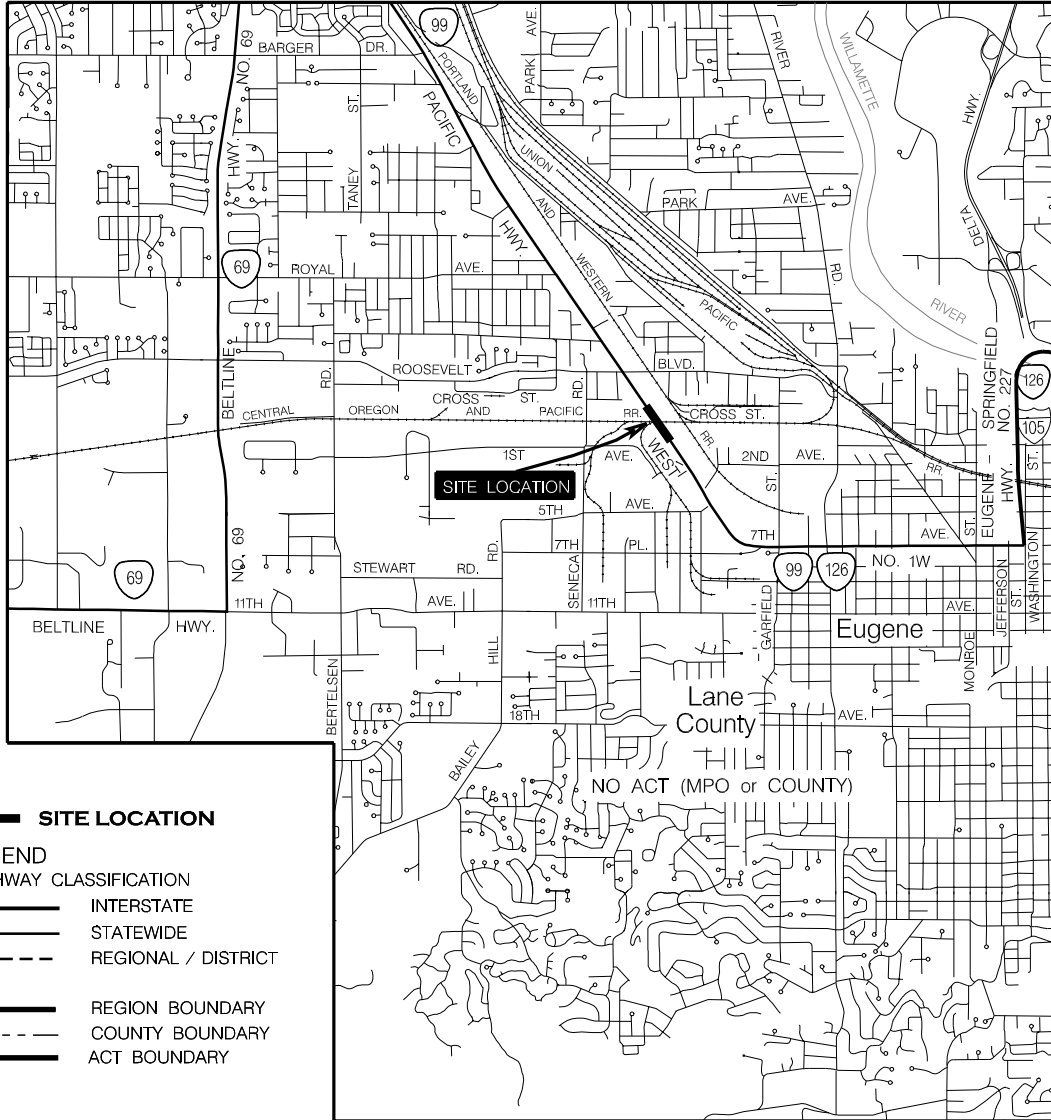 99
BARGER DR.
NO. 69
HWY.
PARK AVE.
RIVER
WILLAMETTE
HWY.
PORTLAND
ST.
TANEY
PACIFIC
UNION
AND
PARK AVE.
DELTA
HWY.
WESTERN
69
ROYAL AVE.
RD.
PACIFIC
RIVER
BELTLINE
RD.
ROOSEVELT BLVD.
SPRINGFIELD
NO. 227
126
CROSS ST.
RD.
CENTRAL OREGON AND PACIFIC RR.
CROSS ST.
105
WEST
RR
1ST AVE.
2ND AVE.
RR.
ST.
SITE LOCATION
5TH AVE.
ST.
EUGENE -
HWY.
NO. 69
RD.
7TH PL.
7TH AVE.
ST.
69
STEWART RD.
SENECA
99
126
NO. 1W
11TH AVE.
11TH
GARFIELD
AVE.
JEFFERSON
ST.
WASHINGTON
BELTLINE HWY.
Eugene
MONROE
BERTELSEN
HILL
Lane
County
18TH
AVE.
BAILEY
NO ACT (MPO or COUNTY)
SITE LOCATION
END
HWAY CLASSIFICATION
INTERSTATE
STATEWIDE
REGIONAL / DISTRICT
REGION BOUNDARY
COUNTY BOUNDARY
ACT BOUNDARY